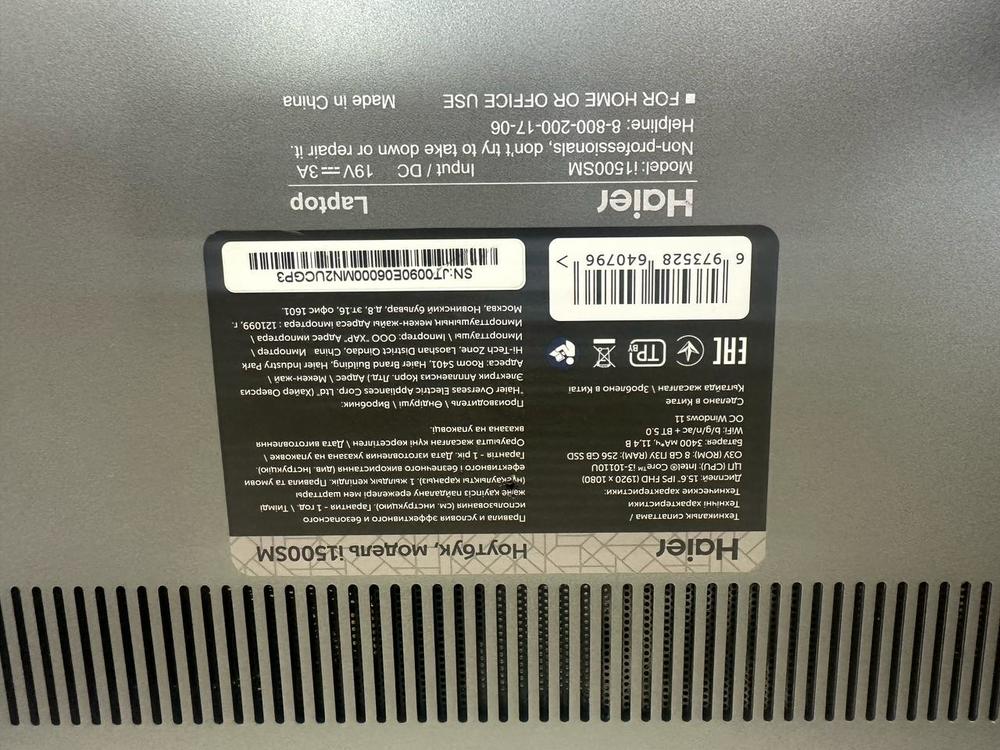 Haier Ноутбук, модель i1500SM
Техникалық сипаттама /
Технічні характеристики:
Технические характеристики:
Дисплей: 15.6" IPS FHD (1920 x 1080)
ЦП (CPU): Intel® Core™ i3-10110U
ОЗУ (ROM): 8 GB ПЗУ (RAM): 256 GB SSD
Батарея: 3400 мА*ч, 11,4 В
WiFi: b/g/n/ac + BT 5.0
ОС Windows 11
Сделано в Китае
Қытайда жасалған \ Зроблено в Китаї
EAC
ТР BY
6 973528 640796 >
Правила и условия эффективного и безопасного
использования (см. инструкцию). Гарантия - 1 год. \ Тиімді
және қауіпсіз пайдалану ережелері мен шарттары
(нұсқаулықты қараңыз). 1 жылдық кепілдік. Правила та умови
ефективного і безпечного використання (див. Інструкцію).
Гарантія - 1 рік. Дата изготовления указана на упаковке \
Орауышта жасалған күні көрсетілген \ Дата виготовлення
вказана на упаковці.
Производитель \ Өндіруші \ Виробник:
"Haier Overseas Electric Appliances Corp. Ltd" (Хайер Оверсиз
Электрик Апплаенсиз Корп. Лтд.) Адрес \ Мекен-жай \
Адреса: Room S401, Haier Brand Building, Haier Industry Park
Hi-Tech Zone, Laoshan District Qindao, China Импортер \
Импорттаушы \ Імпортер: ООО "ХАР" Адрес импортера \
Импорттаушының мекен-жайы Адреса імпортера : 121099, г.
Москва, Новинский бульвар, д.8, эт.16, офис 1601.
SN:JT0090E06000MN2UCGP3
Haier Laptop
Model: i1500SM Input / DC 19V⎓3A
Non-professionals, don't try to take down or repair it.
Helpline: 8-800-200-17-06
■ FOR HOME OR OFFICE USE Made in China